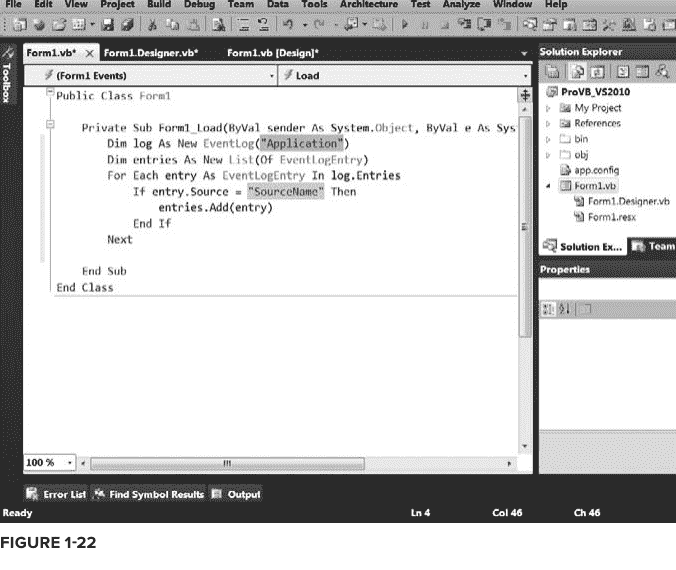 File Edit View Project Build Debug Team Data Tools Architecture Test Analyze Window Help
Toolbox
Form1.vb* Form1.Designer.vb* Form1.vb [Design]*
(Form1 Events) Load
Public Class Form1
Private Sub Form1_Load(ByVal sender As System.Object, ByVal e As Sys
Dim log As New EventLog("Application")
Dim entries As New List(Of EventLogEntry)
For Each entry As EventLogEntry In log.Entries
If entry.Source = "SourceName" Then
entries.Add(entry)
End If
Next
End Sub
End Class
100 %
Solution Explorer
ProVB_VS2010
My Project
References
bin
obj
app.config
Form1.vb
Form1.Designer.vb
Form1.resx
Solution Ex... Team
Properties
Error List Find Symbol Results Output
Ready Ln 4 Col 46 Ch 46
FIGURE 1-22